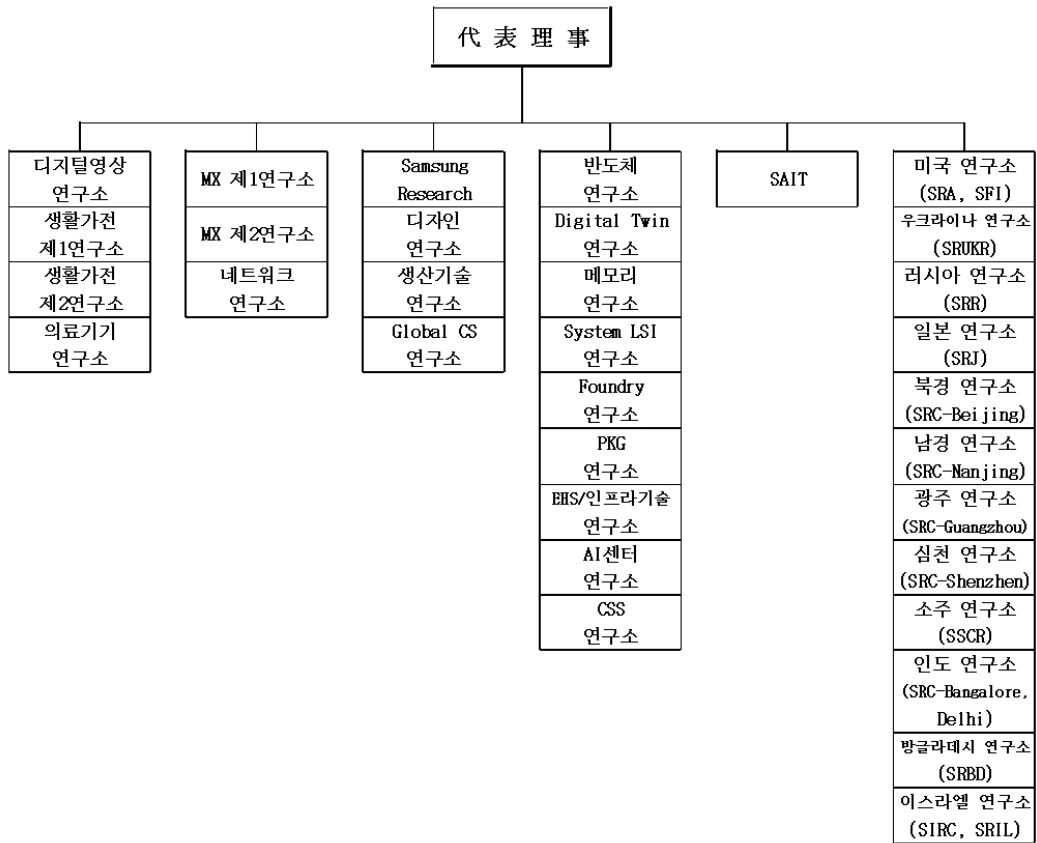 代 表 理 事
디지털영상
연구소
생활가전
제1연구소
생활가전
제2연구소
의료기기
연구소
MX 제1연구소
MX 제2연구소
네트워크
연구소
Samsung
Research
디자인
연구소
생산기술
연구소
Global CS
연구소
반도체
연구소
Digital Twin
연구소
메모리
연구소
System LSI
연구소
Foundry
연구소
PKG
연구소
EHS/인프라기술
연구소
AI센터
연구소
CSS
연구소
SAIT
미국 연구소
(SRA, SFI)
우크라이나 연구소
(SRUKR)
러시아 연구소
(SRR)
일본 연구소
(SRJ)
북경 연구소
(SRC-Beijing)
남경 연구소
(SRC-Nanjing)
광주 연구소
(SRC-Guangzhou)
심천 연구소
(SRC-Shenzhen)
소주 연구소
(SSCR)
인도 연구소
(SRC-Bangalore,
Delhi)
방글라데시 연구소
(SRBD)
이스라엘 연구소
(SIRC, SRIL)